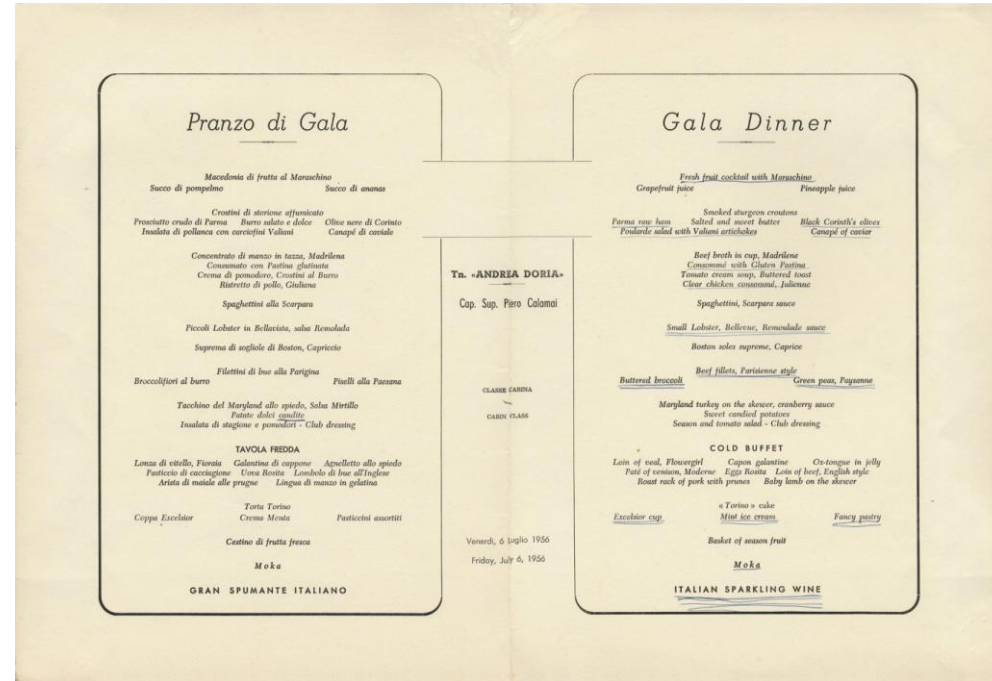 Pranzo di Gala
Macedonia di frutta al Maraschino
Succo di pompelmo Succo di ananas
Crostini di storione affumicato
Prosciutto crudo di Parma Burro salato e dolce Olive nere di Corinto
Insalata di pollanca con carciofini Valiani Canapé di caviale
Concentrato di manzo in tazza, Madrilena
Consumato con Pastina glutinata
Crema di pomodoro, Crostini al Burro
Ristretto di pollo, Giuliana
Spaghettini alla Scarpara
Piccoli Lobster in Bellavista, salsa Remolada
Suprema di sogliole di Boston, Capriccio
Filettini di bue alla Parigina
Broccolifiori al burro Piselli alla Paesana
Tacchino del Maryland allo spiedo, Salsa Mirtillo
Patate dolci candite
Insalata di stagione e pomodori - Club dressing
TAVOLA FREDDA
Lonza di vitello, Fioraia Galantina di cappone Agnelletto allo spiedo
Pasticcio di cacciagione Uova Rosita Lombolo di bue all'Inglese
Arista di maiale alle prugne Lingua di manzo in gelatina
Torta Torino
Coppa Excelsior Crema Menta Pasticcini assortiti
Cestino di frutta fresca
Moka
GRAN SPUMANTE ITALIANO
Tn. «ANDREA DORIA»
Cap. Sup. Piero Calamai
CLASSE CABINA
CABIN CLASS
Venerdì, 6 Luglio 1956
Friday, July 6, 1956
Gala Dinner
Fresh fruit cocktail with Maraschino
Grapefruit juice Pineapple juice
Smoked sturgeon croutons
Parma raw ham Salted and sweet butter Black Corinth's olives
Poularde salad with Valiani artichokes Canapé of caviar
Beef broth in cup, Madrilene
Consommé with Gluten Pastina
Tomato cream soup, Buttered toast
Clear chicken consommé, Julienne
Spaghettini, Scarpara sauce
Small Lobster, Bellevue, Remoulade sauce
Boston soles supreme, Caprice
Beef fillets, Parisienne style
Buttered broccoli Green peas, Paysanne
Maryland turkey on the skewer, cranberry sauce
Sweet candied potatoes
Season and tomato salad - Club dressing
COLD BUFFET
Loin of veal, Flowergirl Capon galantine Ox-tongue in jelly
Paté of venison, Moderne Eggs Rosita Loin of beef, English style
Roast rack of pork with prunes Baby lamb on the skewer
« Torino » cake
Excelsior cup Mint ice cream Fancy pastry
Basket of season fruit
Moka
ITALIAN SPARKLING WINE